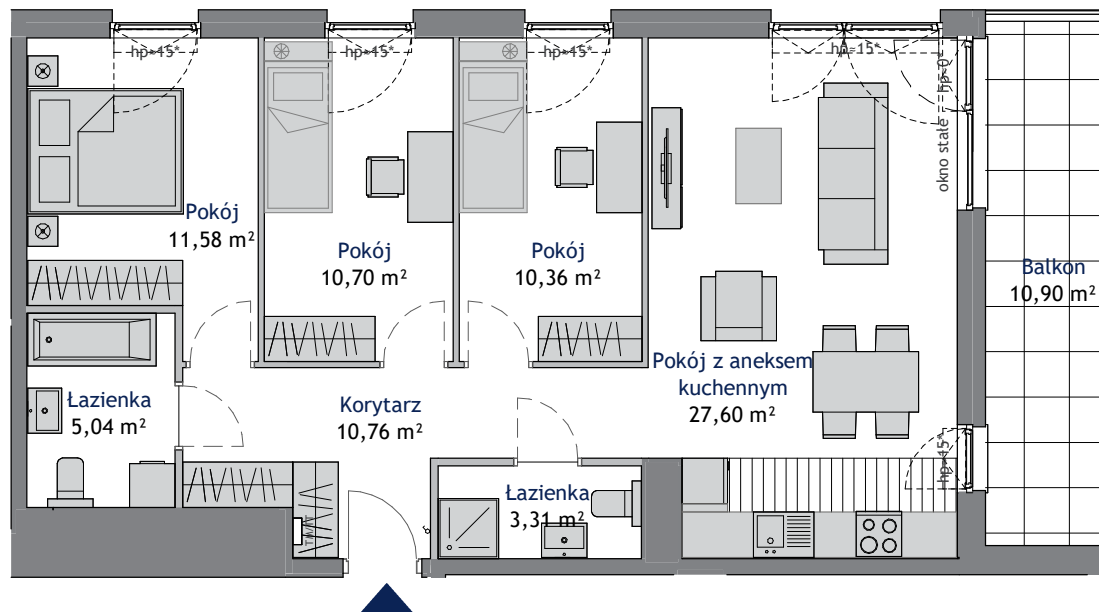 hp=15*
hp=15*
hp=15*
hp=15*
hp=0*
okno stałe
Pokój
11,58 m²
Pokój
10,70 m²
Pokój
10,36 m²
Balkon
10,90 m²
Pokój z aneksem
kuchennym
27,60 m²
Łazienka
5,04 m²
Korytarz
10,76 m²
hp=15*
Łazienka
3,31 m²